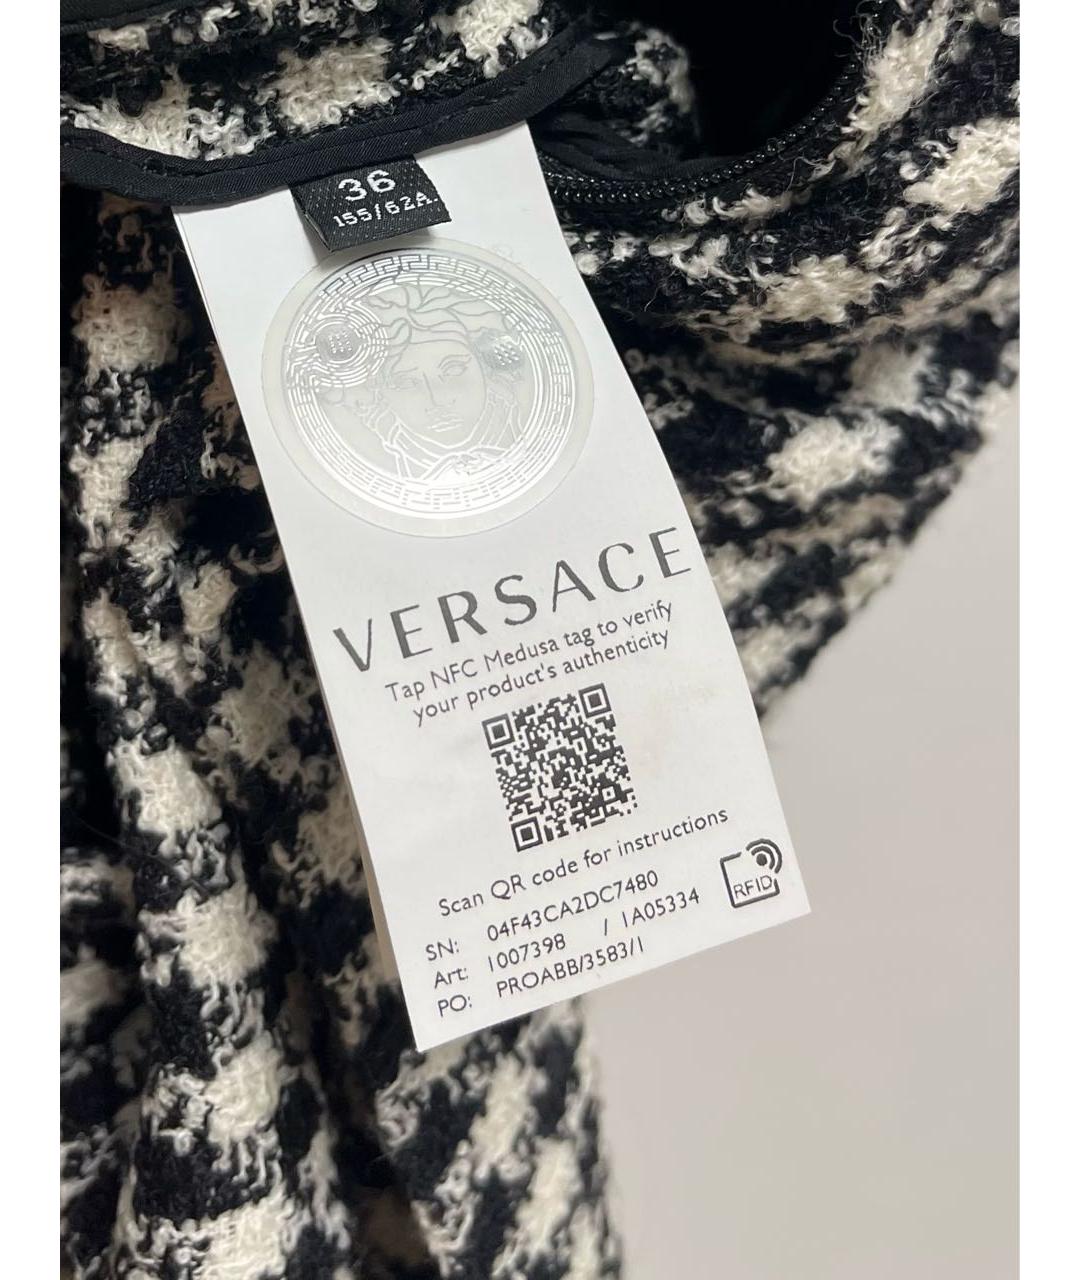 36
155/62A.
VERSACE
Tap NFC Medusa tag to verify
your product's authenticity
Scan QR code for instructions
SN: 04F43CA2DC7480
Art: 1007398 / 1A05334
PO: PROABB/3583/1
RFID